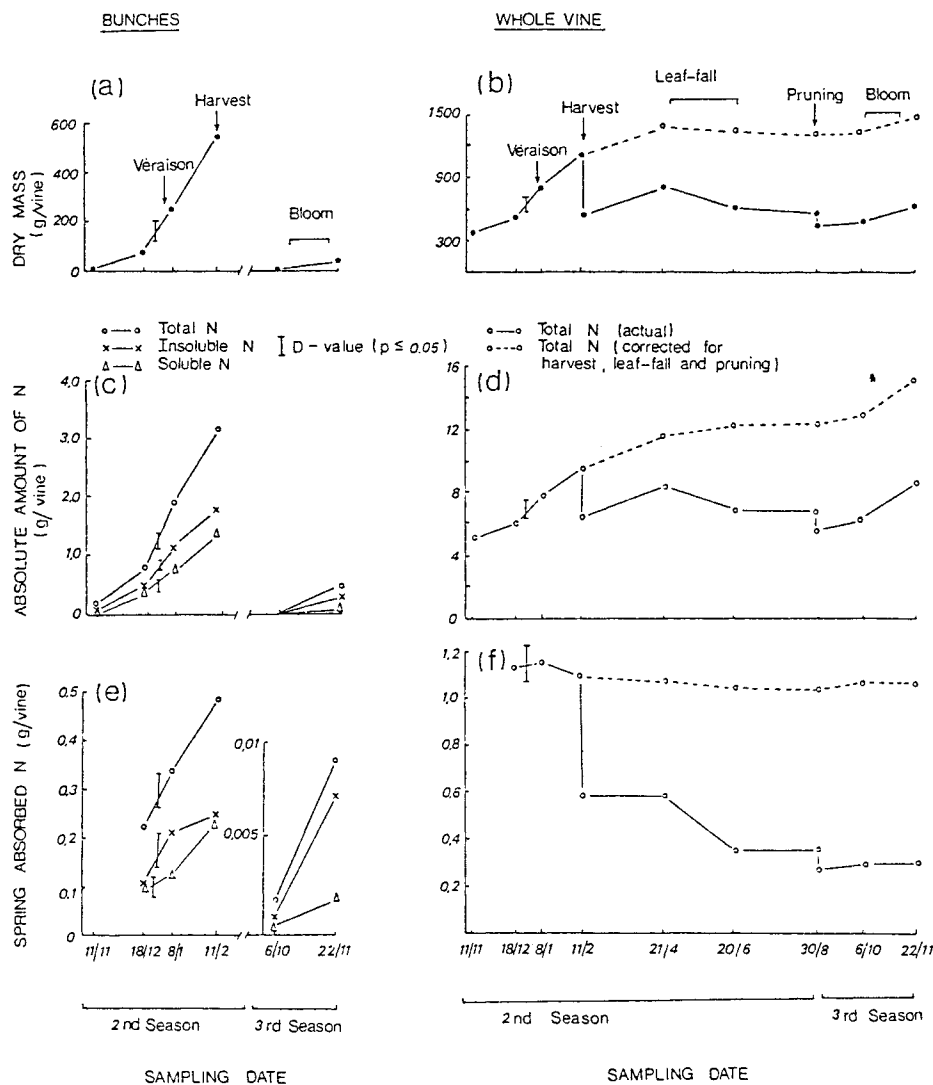 BUNCHES
WHOLE VINE
(a)
Harvest
Véraison
Bloom
DRY MASS
(g/vine)
600
400
200
0
(b)
Leaf-fall
Harvest
Véraison
Pruning
Bloom
1500
900
300
o—o Total N
x—x Insoluble N
△—△ Soluble N
I D-value (p ≤ 0.05)
o—o Total N (actual)
o---o Total N (corrected for
harvest, leaf-fall and pruning)
(c)
ABSOLUTE AMOUNT OF N
(g/vine)
4,0
3,0
2,0
1,0
0
(d)
16
12
8
4
0
(e)
SPRING ABSORBED N (g/vine)
0,5
0,4
0,3
0,2
0,1
0
0,01
0,005
(f)
1,2
1,0
0,8
0,6
0,4
0,2
11/11 18/12 8/1 11/2 6/10 22/11
11/11 18/12 8/1 11/2 21/4 20/6 30/8 6/10 22/11
2nd Season 3rd Season
2nd Season 3rd Season
SAMPLING DATE
SAMPLING DATE